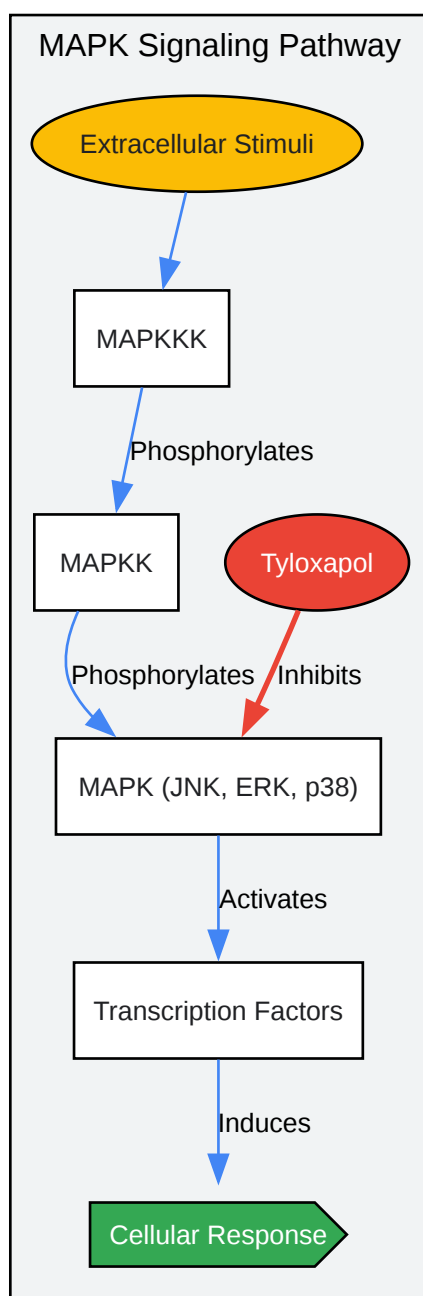 MAPK Signaling Pathway
Extracellular Stimuli
MAPKKK
Phosphorylates
MAPKK
Tyloxapol
Phosphorylates
Inhibits
MAPK (JNK, ERK, p38)
Activates
Transcription Factors
Induces
Cellular Response